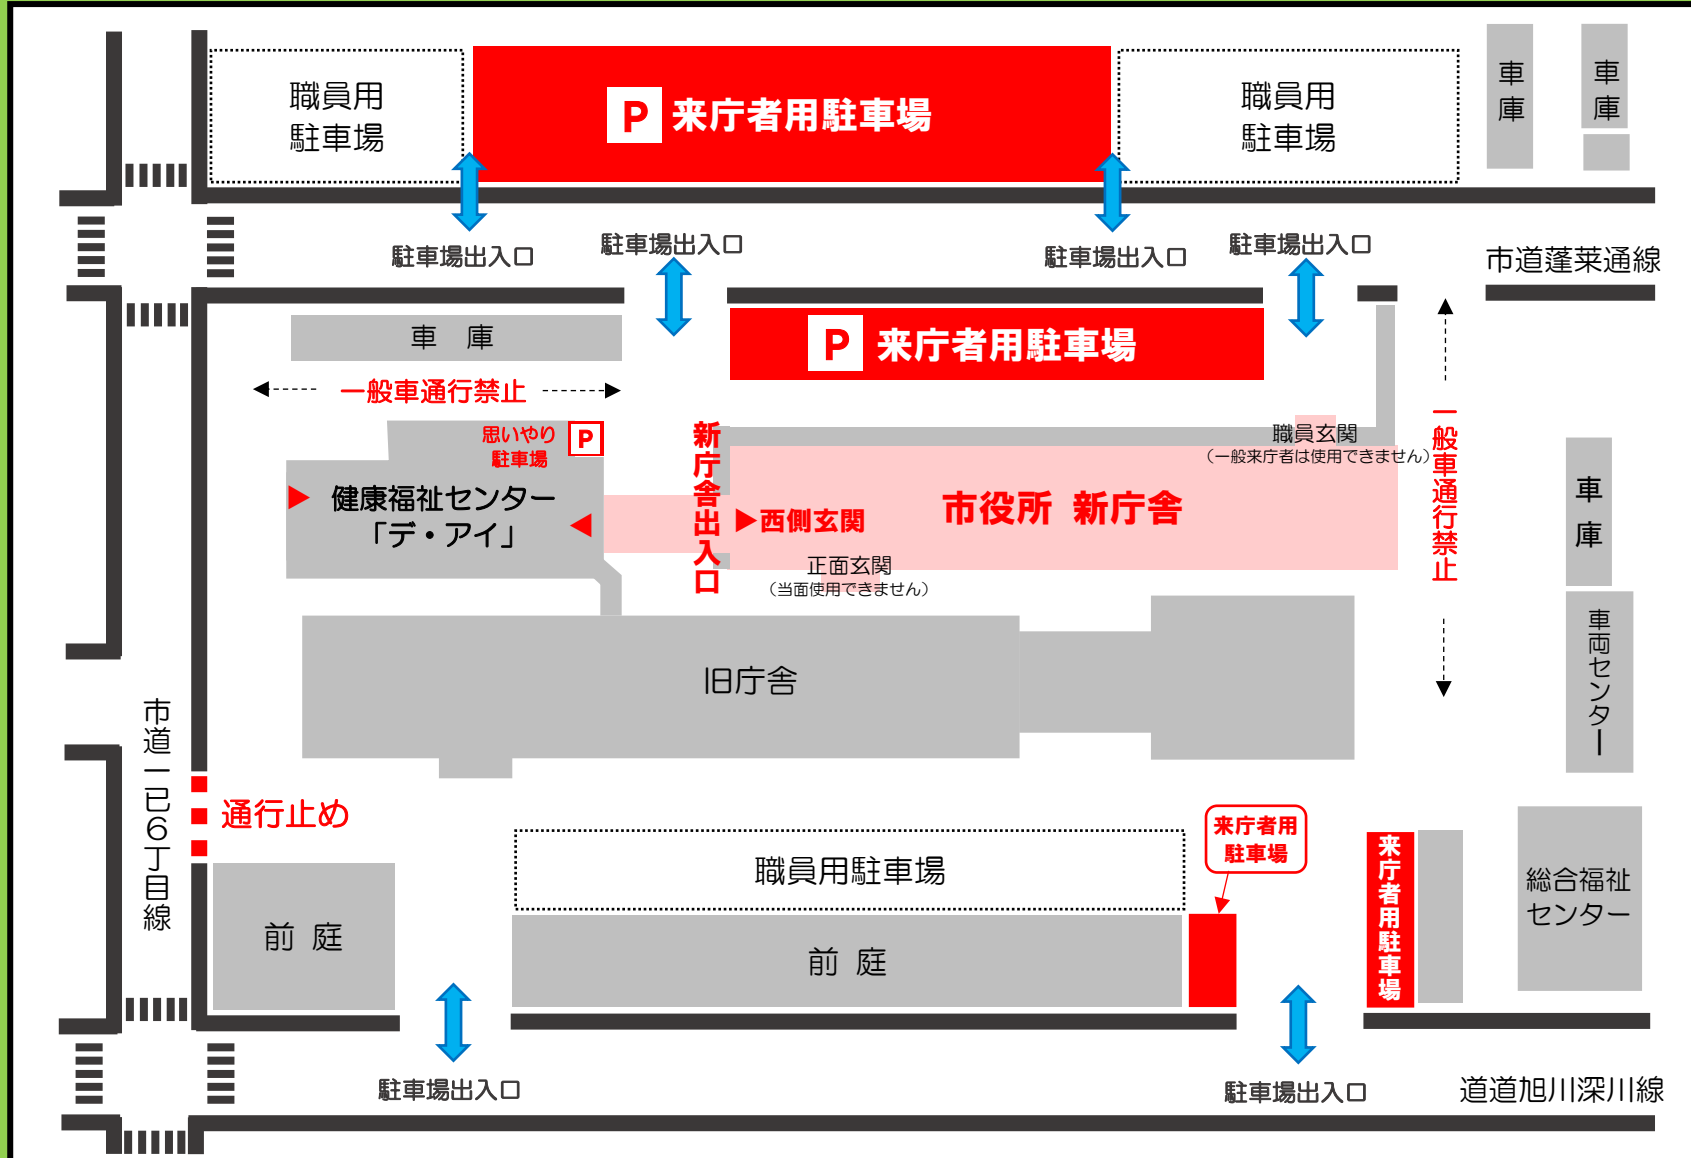 職員用
駐車場
P 来庁者用駐車場
職員用
駐車場
車庫
車庫
駐車場出入口
駐車場出入口
駐車場出入口
駐車場出入口
市道蓬莱通線
車 庫
P 来庁者用駐車場
一般車通行禁止
思いやり
駐車場
P
新庁舎出入口
職員玄関
（一般来庁者は使用できません）
一般車通行禁止
健康福祉センター
「デ・アイ」
西側玄関
市役所 新庁舎
正面玄関
（当面使用できません）
車庫
車両センター
旧庁舎
市道一已6丁目線
通行止め
来庁者用
駐車場
職員用駐車場
来庁者用駐車場
総合福祉
センター
前 庭
前 庭
駐車場出入口
駐車場出入口
道道旭川深川線